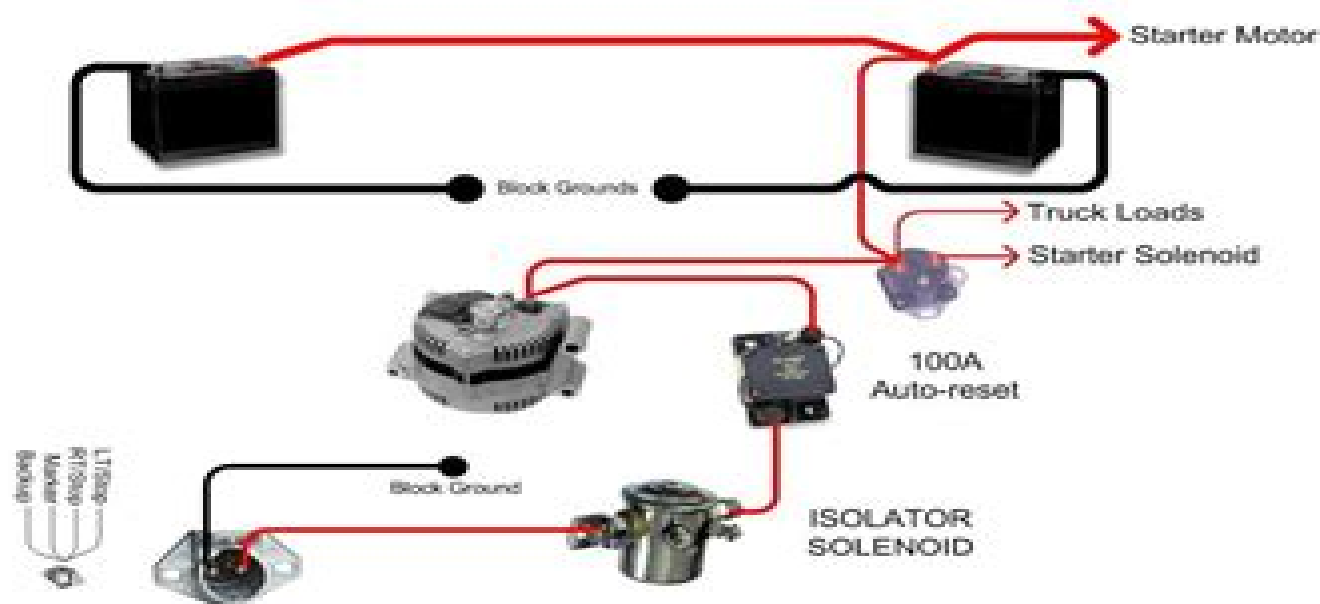 Starter Motor
Block Grounds
Truck Loads
Starter Solenoid
100A
Auto-reset
Block Ground
ISOLATOR
SOLENOID
LT/Stop
RT/Stop
Marker
Backup